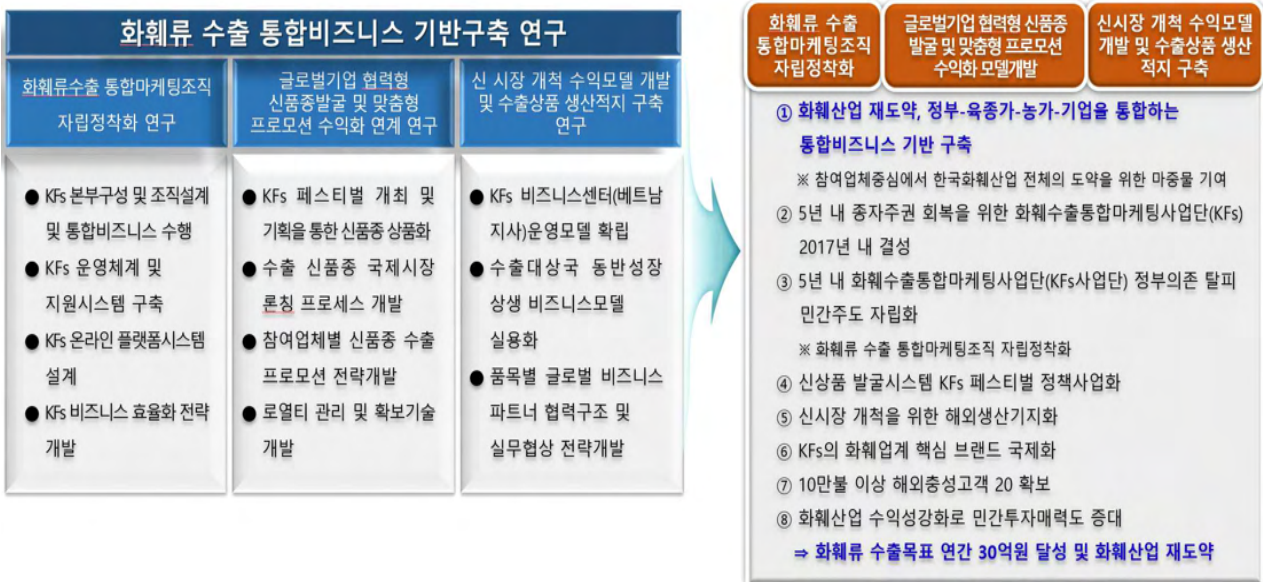 화훼류 수출 통합비즈니스 기반구축 연구
화훼류수출 통합마케팅조직
자립정착화 연구
글로벌기업 협력형
신품종발굴 및 맞춤형
프로모션 수익화 연계 연구
신 시장 개척 수익모델 개발
및 수출상품 생산적지 구축
연구
● KFs 본부구성 및 조직설계
및 통합비즈니스 수행
● KFs 운영체계 및
지원시스템 구축
● KFs 온라인 플랫폼시스템
설계
● KFs 비즈니스 효율화 전략
개발
● KFs 페스티벌 개최 및
기획을 통한 신품종 상품화
● 수출 신품종 국제시장
론칭 프로세스 개발
● 참여업체별 신품종 수출
프로모션 전략개발
● 로열티 관리 및 확보기술
개발
● KFs 비즈니스센터(베트남
지사)운영모델 확립
● 수출대상국 동반성장
상생 비즈니스모델
실용화
● 품목별 글로벌 비즈니스
파트너 협력구조 및
실무협상 전략개발
화훼류 수출
통합마케팅조직
자립정착화
글로벌기업 협력형 신품종
발굴 및 맞춤형 프로모션
수익화 모델개발
신시장 개척 수익모델
개발 및 수출상품 생산
적지 구축
① 화훼산업 재도약, 정부-육종가-농가-기업을 통합하는
통합비즈니스 기반 구축
※ 참여업체중심에서 한국화훼산업 전체의 도약을 위한 마중물 기여
② 5년 내 종자주권 회복을 위한 화훼수출통합마케팅사업단(KFs)
2017년 내 결성
③ 5년 내 화훼수출통합마케팅사업단(KFs사업단) 정부의존 탈피
민간주도 자립화
※ 화훼류 수출 통합마케팅조직 자립정착화
④ 신상품 발굴시스템 KFs 페스티벌 정책사업화
⑤ 신시장 개척을 위한 해외생산기지화
⑥ KFs의 화훼업계 핵심 브랜드 국제화
⑦ 10만불 이상 해외충성고객 20 확보
⑧ 화훼산업 수익성강화로 민간투자매력도 증대
⇒ 화훼류 수출목표 연간 30억원 달성 및 화훼산업 재도약